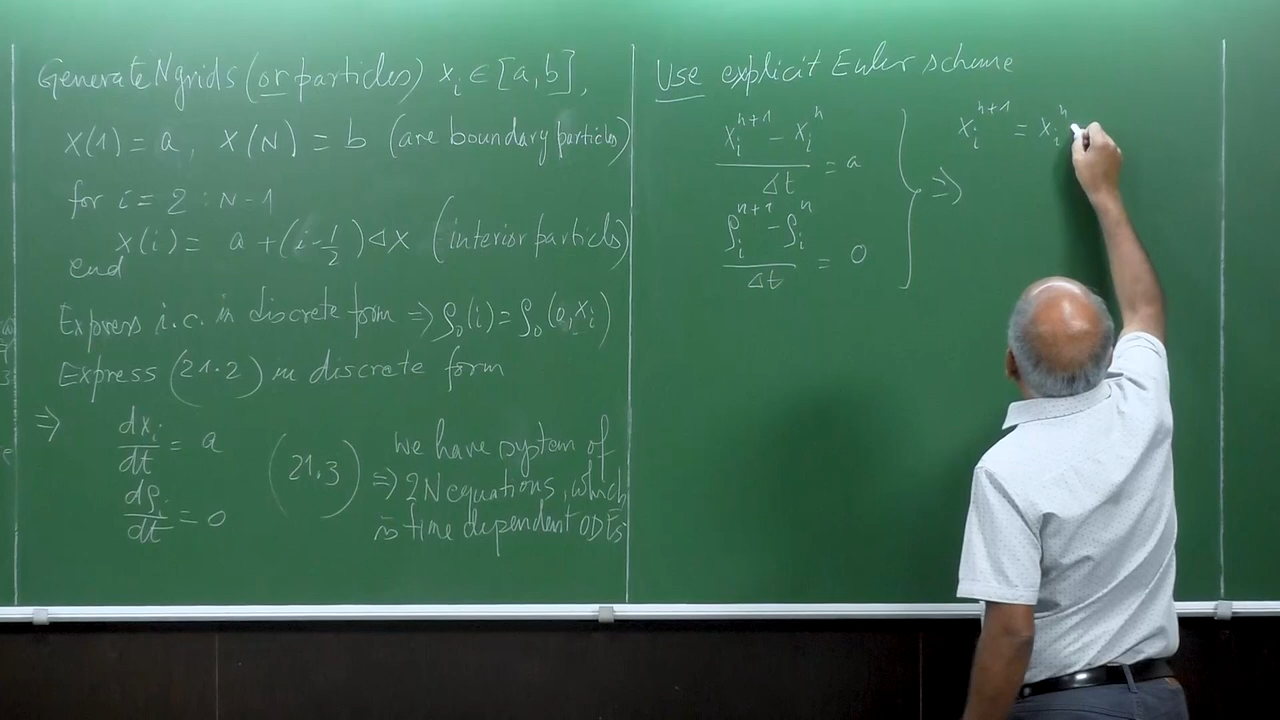 Generate N grids (or particles) x_i ∈ [a, b],
X(1) = a, X(N) = b (are boundary particles)
for i = 2 : N-1
X(i) = a + (i - 1/2) Δx (interior particles)
end
Express i.c. in discrete form ⇒ ρ_0(i) = ρ_0(0, x_i)
Express (21.2) in discrete form
⇒ dx_i/dt = a
dρ_i/dt = 0
(21.3) ⇒ we have system of
2N equations, which
is time dependent ODEs
Use explicit Euler scheme
(x_i^{n+1} - x_i^n)/Δt = a
(ρ_i^{n+1} - ρ_i^n)/Δt = 0
⇒ x_i^{n+1} = x_i^n